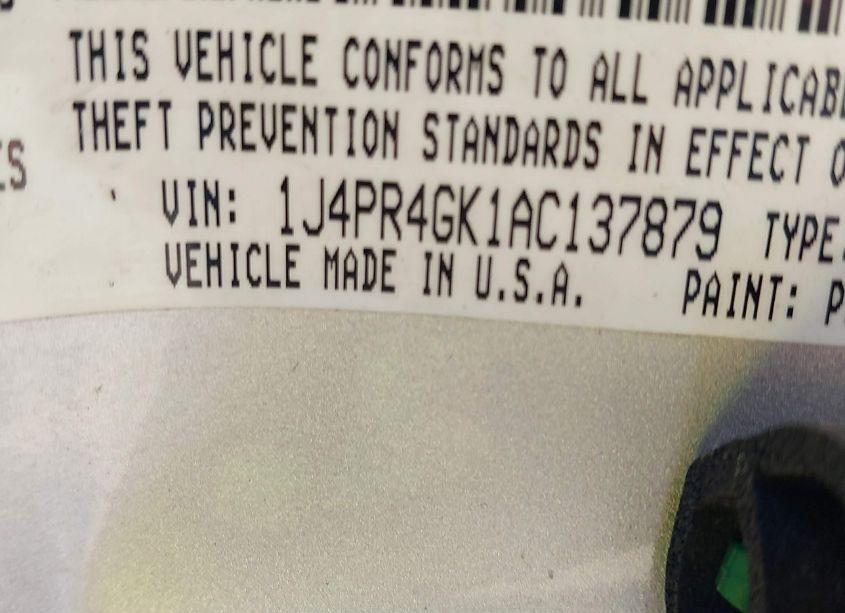 THIS VEHICLE CONFORMS TO ALL APPLICAB
THEFT PREVENTION STANDARDS IN EFFECT O
VIN: 1J4PR4GK1AC137879 TYPE:
VEHICLE MADE IN U.S.A. PAINT: P